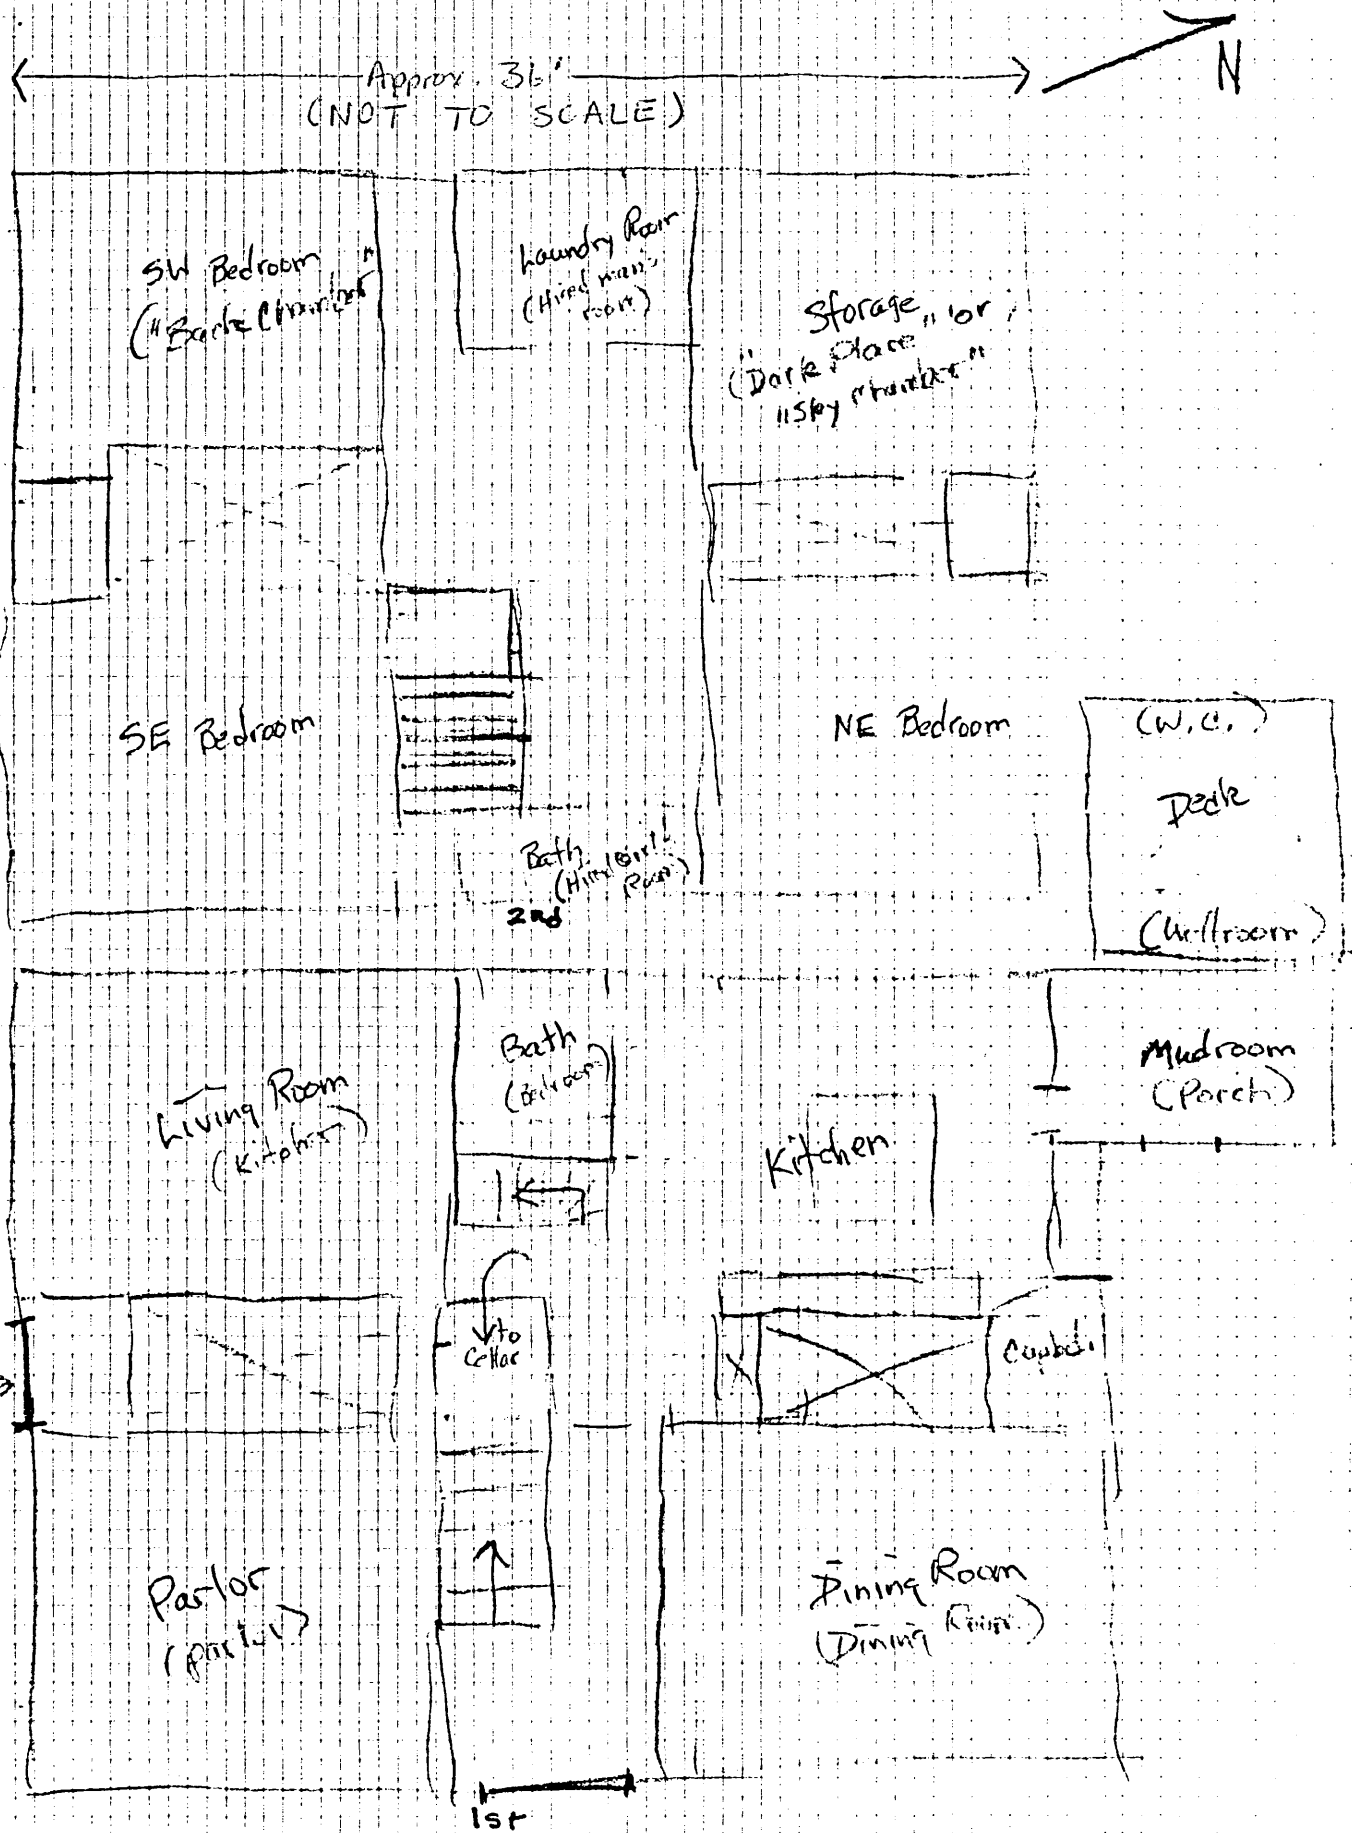 Approx. 36'
(NOT TO SCALE)
N
SW Bedroom
("Back Chamber"
Laundry Room
(Hired man's
room)
Storage
("Dark Place" or
"Sky chamber"
SE Bedroom
NE Bedroom
(W.C.)
Deck
(Wellroom)
Bath
(Hired Girl's
Room)
2nd
Living Room
(Kitchen)
Bath
(Bedroom)
Kitchen
Mudroom
(Porch)
to
Cellar
Cupbd.
Parlor
(parlor)
Dining Room
(Dining Room)
1st